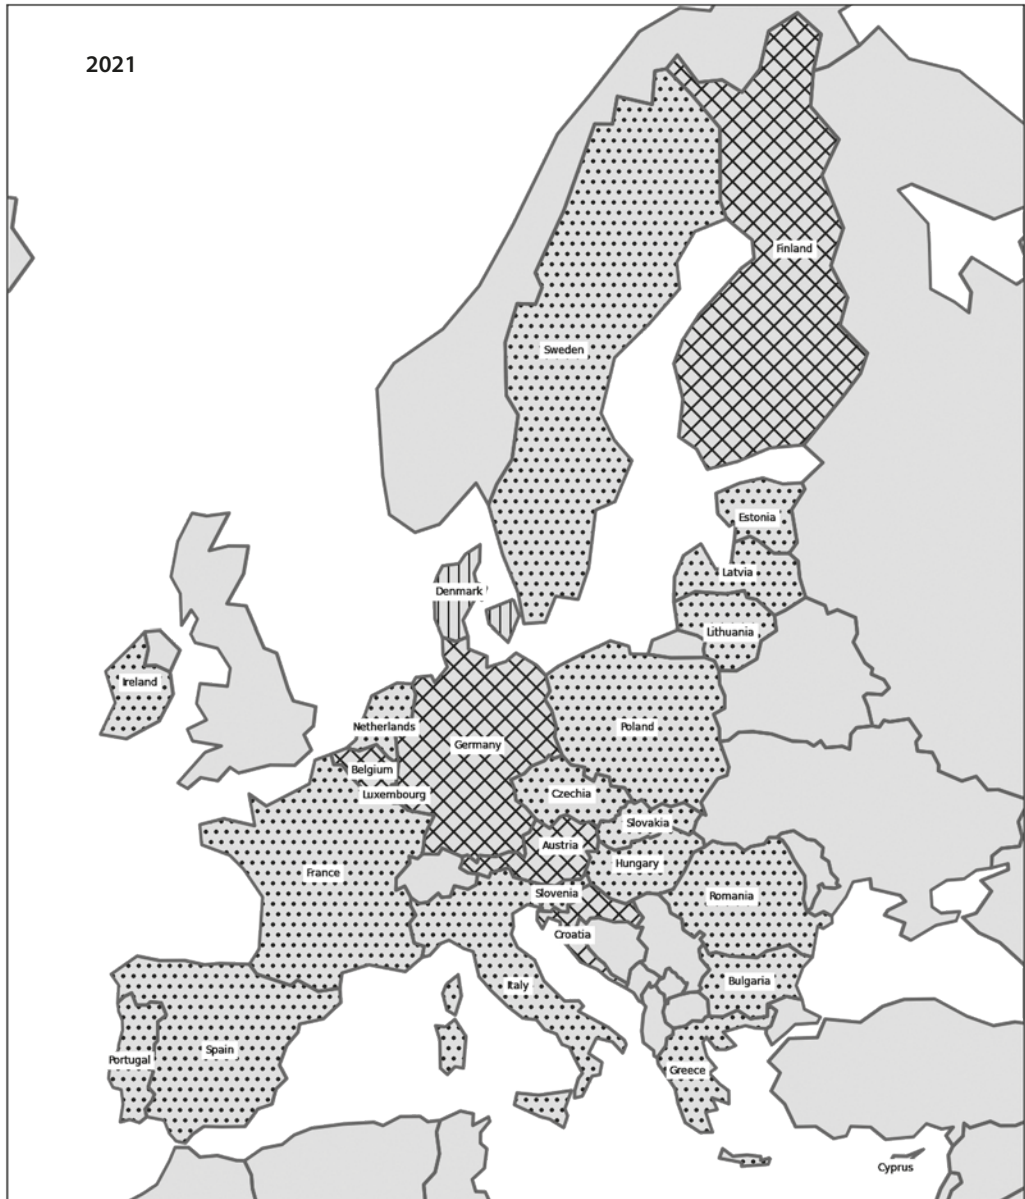 2021
Finland
Sweden
Estonia
Latvia
Denmark
Lithuania
Ireland
Netherlands
Poland
Germany
Belgium
Luxembourg
Czechia
Slovakia
Austria
Hungary
France
Slovenia
Romania
Croatia
Bulgaria
Italy
Spain
Portugal
Greece
Cyprus